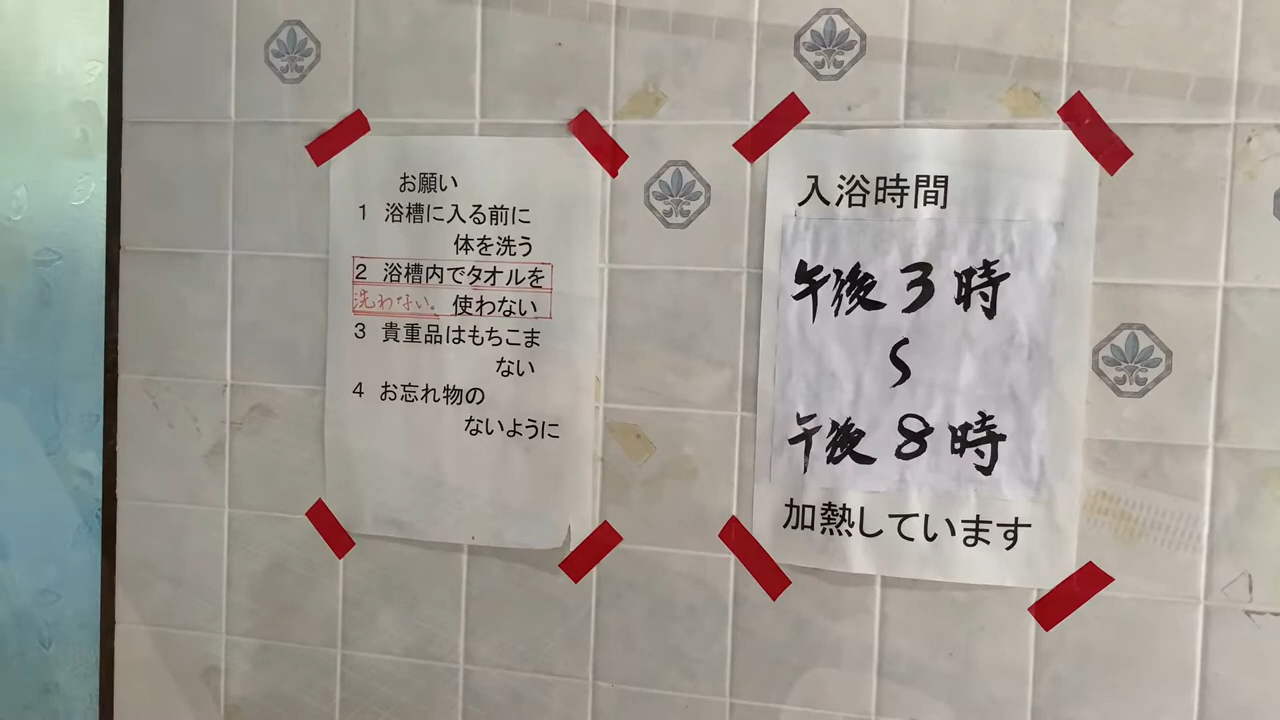 お願い
1 浴槽に入る前に
体を洗う
2 浴槽内でタオルを
洗わない。 使わない
3 貴重品はもちこま
ない
4 お忘れ物の
ないように
入浴時間
午後3時
〜
午後8時
加熱しています